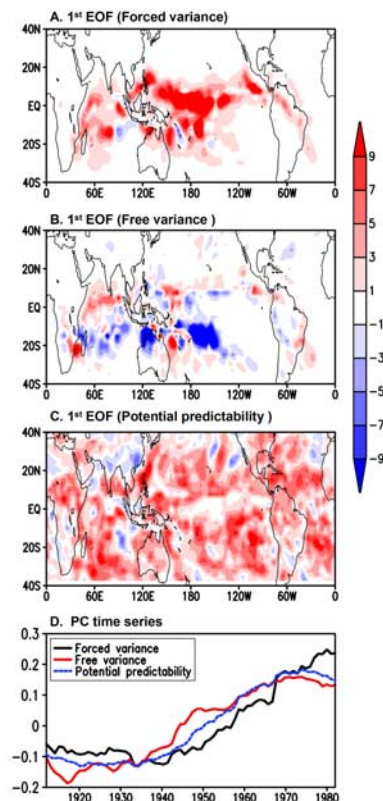 A. 1st EOF (Forced variance)
40N
20N
EQ
20S
40S
0 60E 120E 180 120W 60W 0
B. 1st EOF (Free variance )
40N
20N
EQ
20S
40S
0 60E 120E 180 120W 60W 0
C. 1st EOF (Potential predictability )
40N
20N
EQ
20S
40S
0 60E 120E 180 120W 60W 0
9
7
5
3
1
-1
-3
-5
-7
-9
D. PC time series
0.3
0.2
0.1
0
-0.1
-0.2
Forced variance
Free variance
Potential predictability
1920 1930 1940 1950 1960 1970 1980